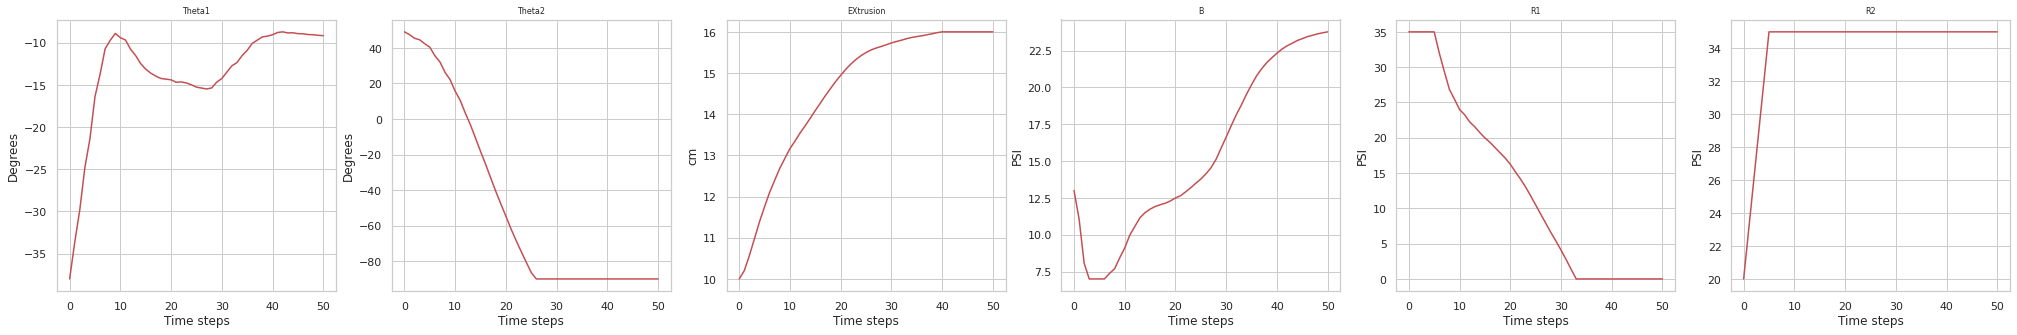 Theta1
Degrees
−10
−15
−20
−25
−30
−35
0 10 20 30 40 50
Time steps
Theta2
Degrees
40
20
0
−20
−40
−60
−80
0 10 20 30 40 50
Time steps
EXtrusion
cm
16
15
14
13
12
11
10
0 10 20 30 40 50
Time steps
B
PSI
22.5
20.0
17.5
15.0
12.5
10.0
7.5
0 10 20 30 40 50
Time steps
R1
PSI
35
30
25
20
15
10
5
0
0 10 20 30 40 50
Time steps
R2
PSI
34
32
30
28
26
24
22
20
0 10 20 30 40 50
Time steps